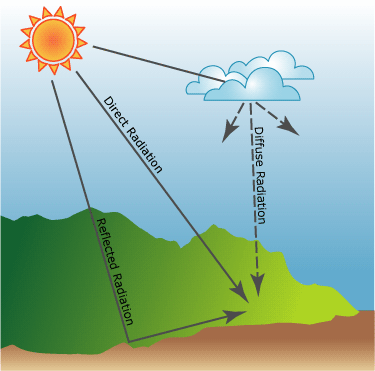 Direct Radiation
Diffuse Radiation
Reflected Radiation